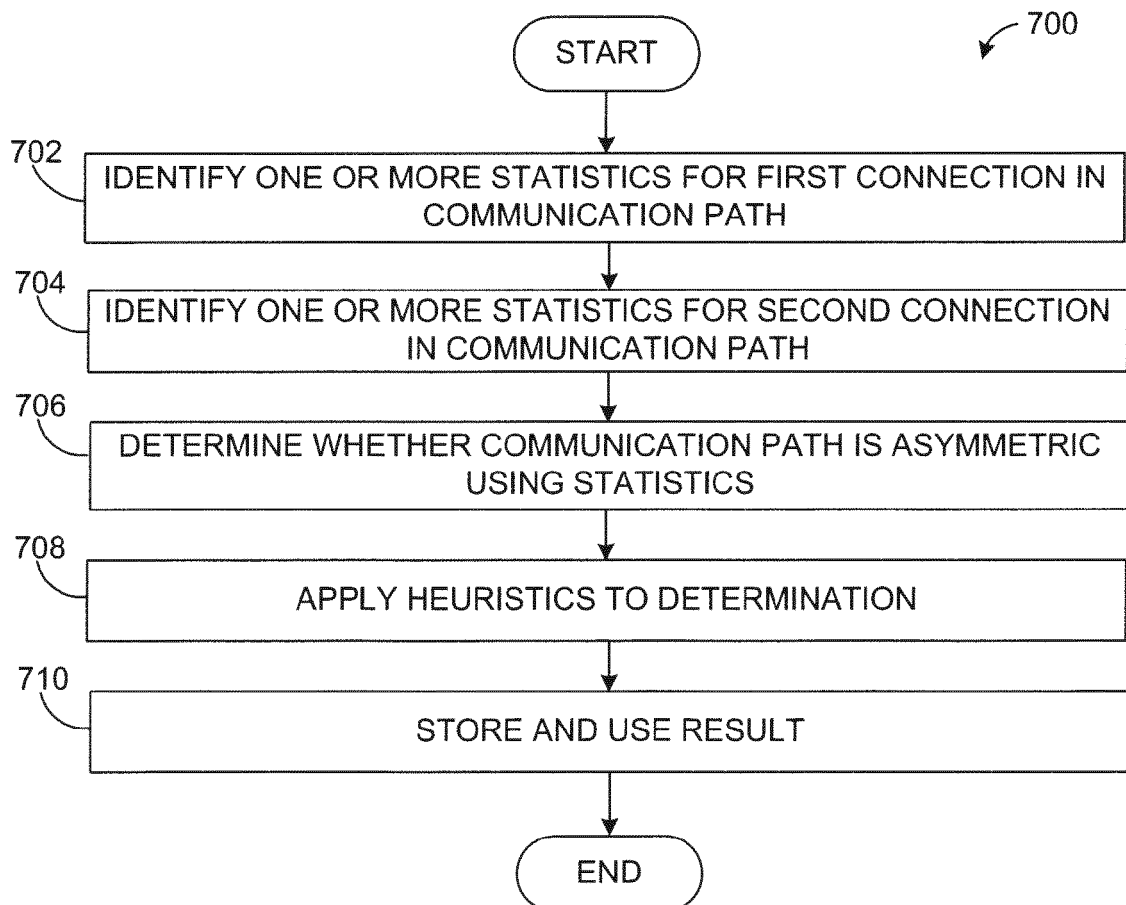 START
700
702
IDENTIFY ONE OR MORE STATISTICS FOR FIRST CONNECTION IN
COMMUNICATION PATH
704
IDENTIFY ONE OR MORE STATISTICS FOR SECOND CONNECTION
IN COMMUNICATION PATH
706
DETERMINE WHETHER COMMUNICATION PATH IS ASYMMETRIC
USING STATISTICS
708
APPLY HEURISTICS TO DETERMINATION
710
STORE AND USE RESULT
END